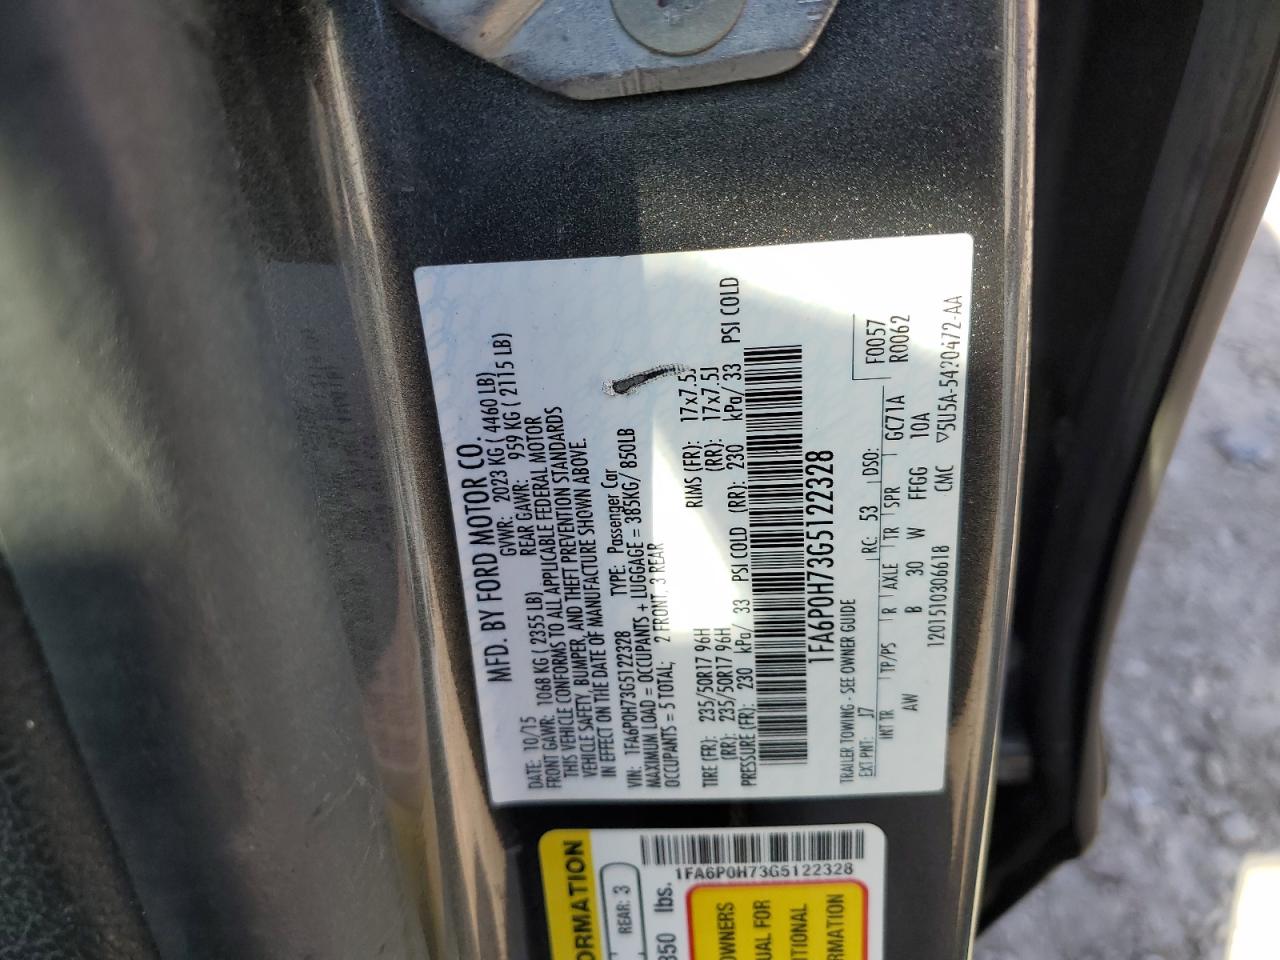 MFD. BY FORD MOTOR CO.
DATE: 10/15 GVWR: 2023 KG ( 4460 LB)
FRONT GAWR: 1068 KG ( 2355 LB) REAR GAWR: 959 KG ( 2115 LB)
THIS VEHICLE CONFORMS TO ALL APPLICABLE FEDERAL MOTOR
VEHICLE SAFETY, BUMPER, AND THEFT PREVENTION STANDARDS
IN EFFECT ON THE DATE OF MANUFACTURE SHOWN ABOVE.
VIN: 1FA6P0H73G5122328 TYPE: Passenger Car
MAXIMUM LOAD = OCCUPANTS + LUGGAGE = 385KG/ 850LB
OCCUPANTS = 5 TOTAL; 2 FRONT, 3 REAR
TIRE (FR): 235/50R17 96H RIMS (FR): 17x7.5J
(RR): 235/50R17 96H (RR): 17x7.5J
PRESSURE (FR): 230 kPa/ 33 PSI COLD (RR): 230 kPa/ 33 PSI COLD
1FA6P0H73G5122328
TRAILER TOWING - SEE OWNER GUIDE F0057
EXT PNT: J7 RC: 53 DSO: GC71A R0062
INT TR TP/PS R AXLE TR SPR 10A
AW B 30 W FFGG
1201510306618 CMC ▽5U5A-5420472-AA
ORMATION
REAR: 3
850 lbs.
1FA6P0H73G5122328
OWNERS
UAL FOR
ITIONAL
RMATION